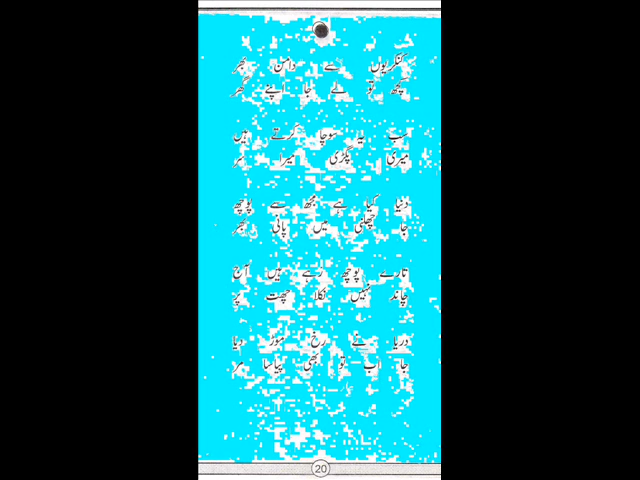 کنکریوں سے دامن بھر
کچھ تو لے جا اپنے گھر
سب یہ سوچا کرتے ہیں
میری پگڑی میرا سر
دنیا کیا ہے مجھ سے پوچھ
جا چھلنی میں پانی بھر
تارے پوچھ رہے ہیں آج
چاند نہیں نکلا چھت پر
دریا نے رخ موڑ دیا
جا اب تو بھی پیاسا مر
20